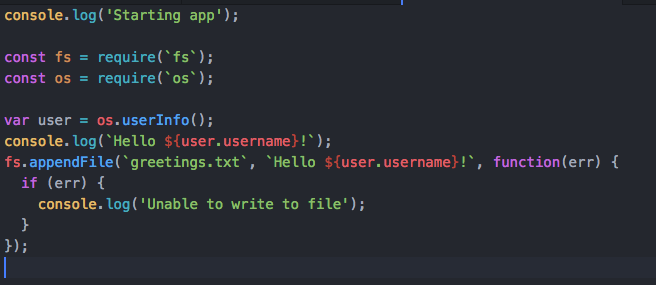 console.log('Starting app');
const fs = require(`fs`);
const os = require(`os`);
var user = os.userInfo();
console.log(`Hello ${user.username}!`);
fs.appendFile(`greetings.txt`, `Hello ${user.username}!`, function(err) {
  if (err) {
    console.log('Unable to write to file');
  }
});